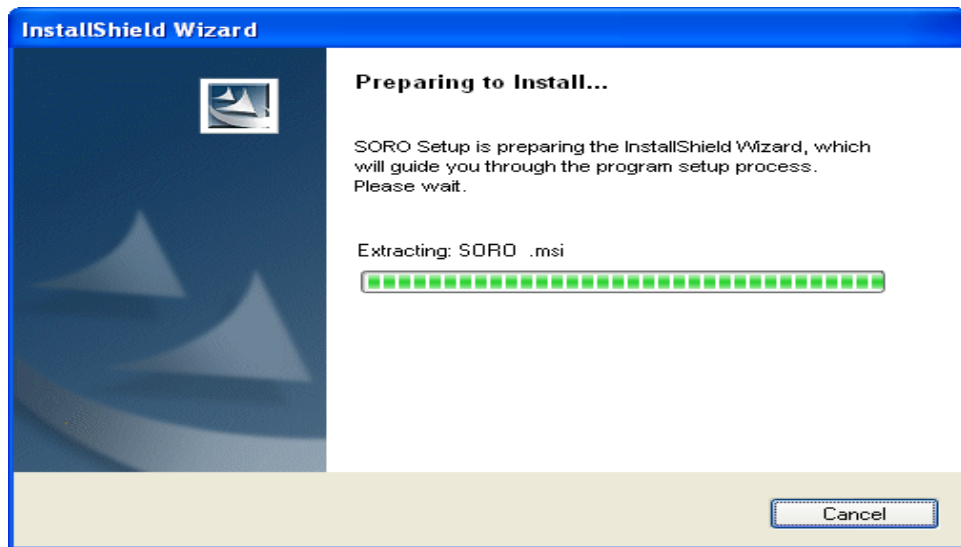 InstallShield Wizard
Preparing to Install...
SORO Setup is preparing the InstallShield Wizard, which
will guide you through the program setup process.
Please wait.
Extracting: SORO .msi
Cancel